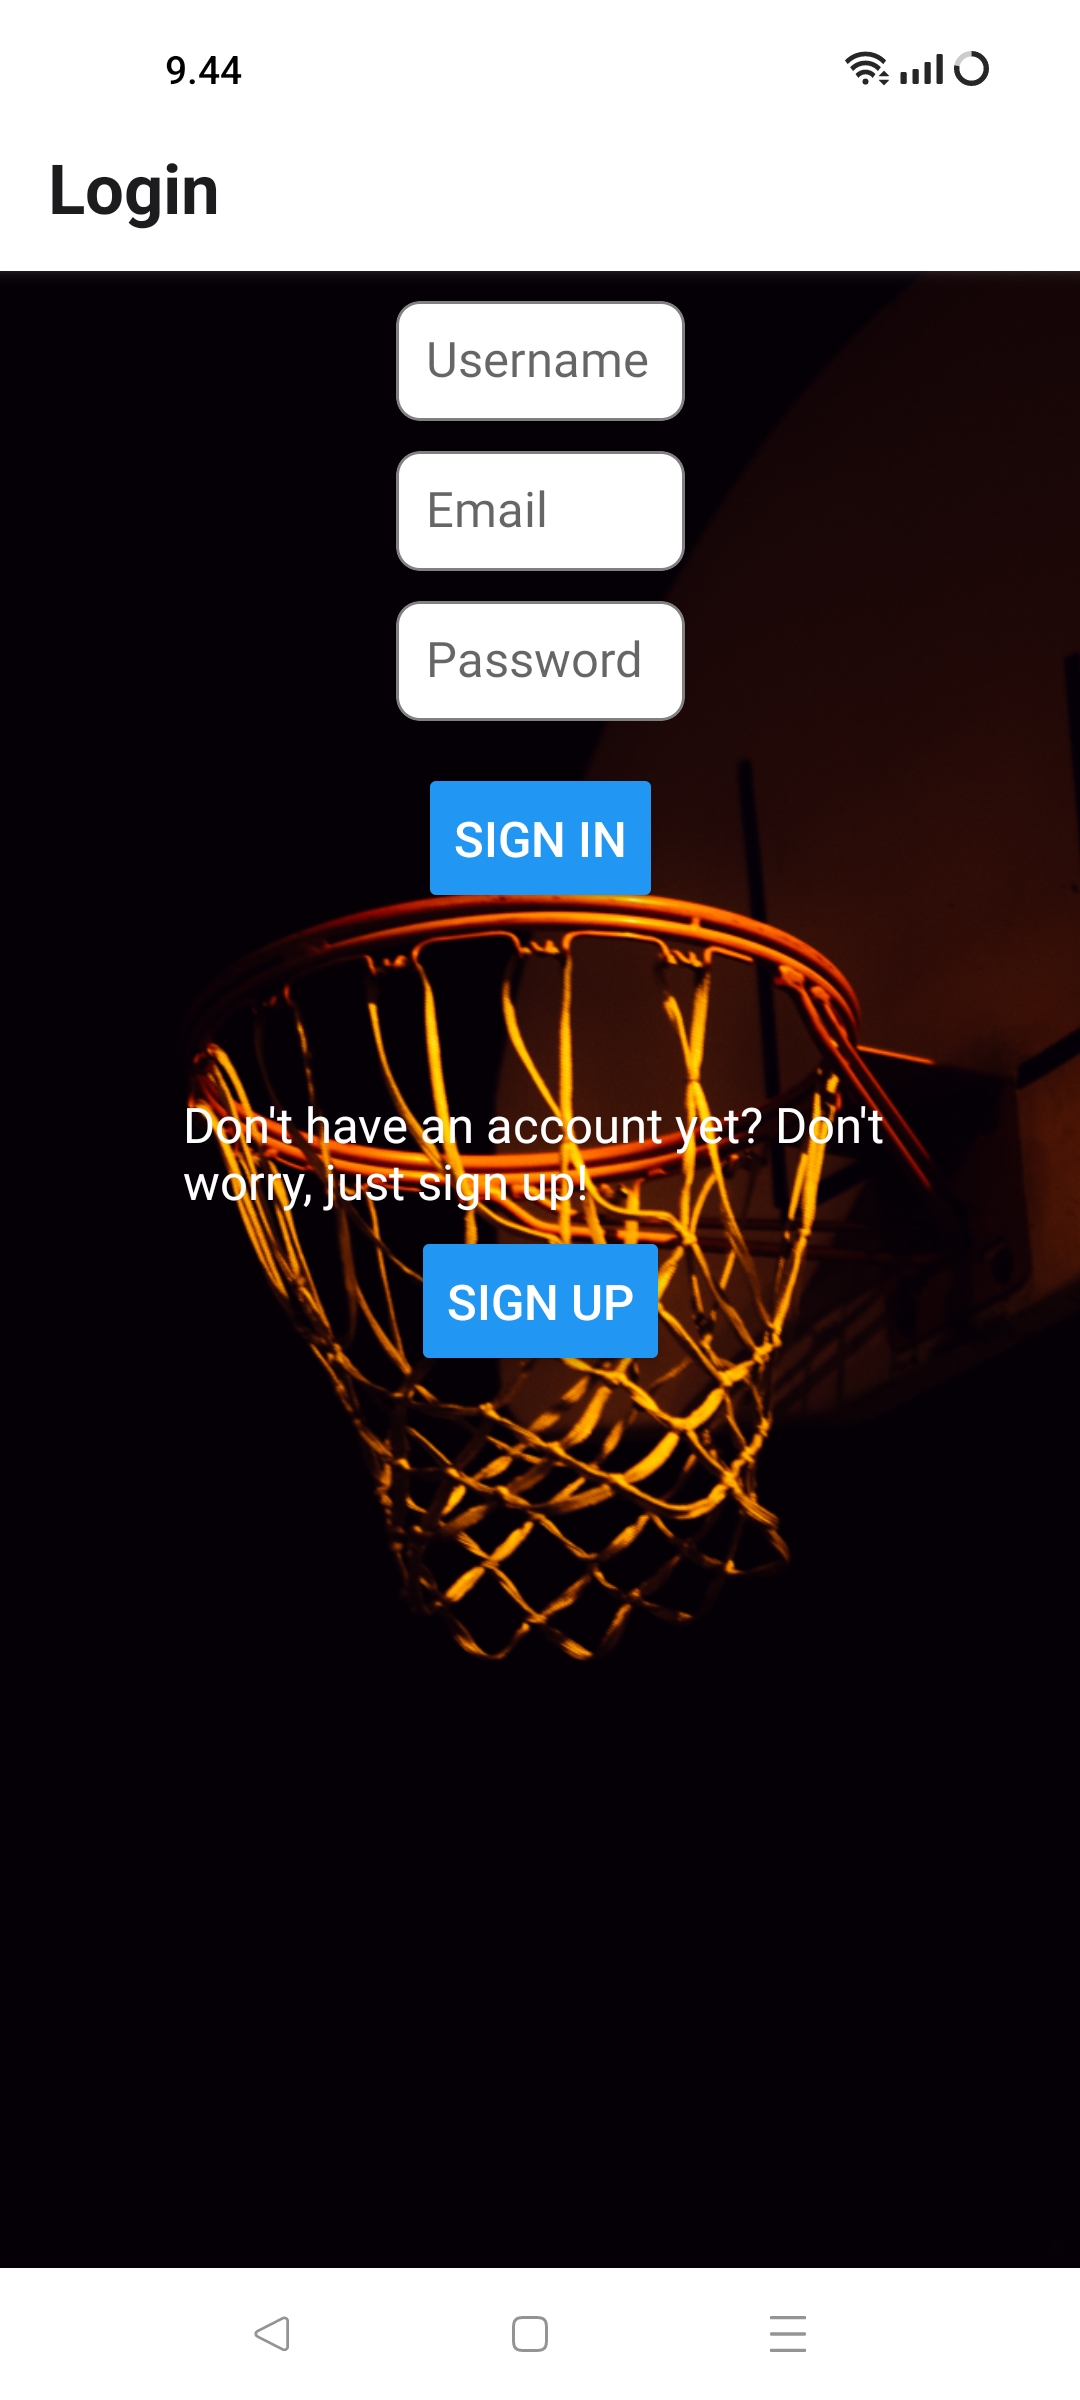 9.44
Login
Username
Email
Password
SIGN IN
Don't have an account yet? Don't
worry, just sign up!
SIGN UP